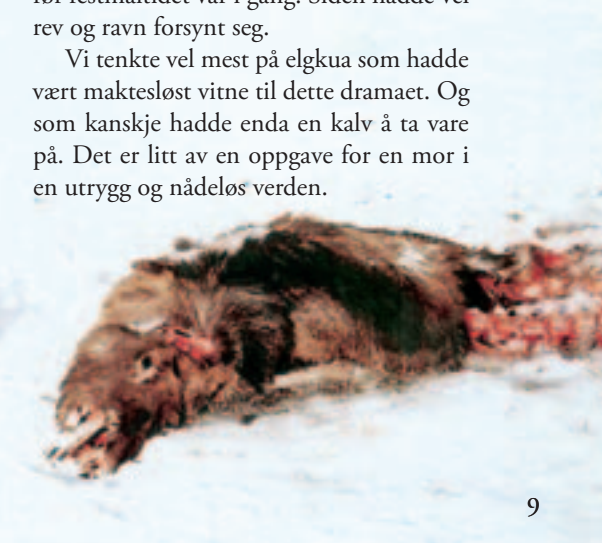 før festmåltidet var i gang. Siden hadde vel
rev og ravn forsynt seg.
Vi tenkte vel mest på elgkua som hadde
vært maktesløst vitne til dette dramaet. Og
som kanskje hadde enda en kalv å ta vare
på. Det er litt av en oppgave for en mor i
en utrygg og nådeløs verden.
9